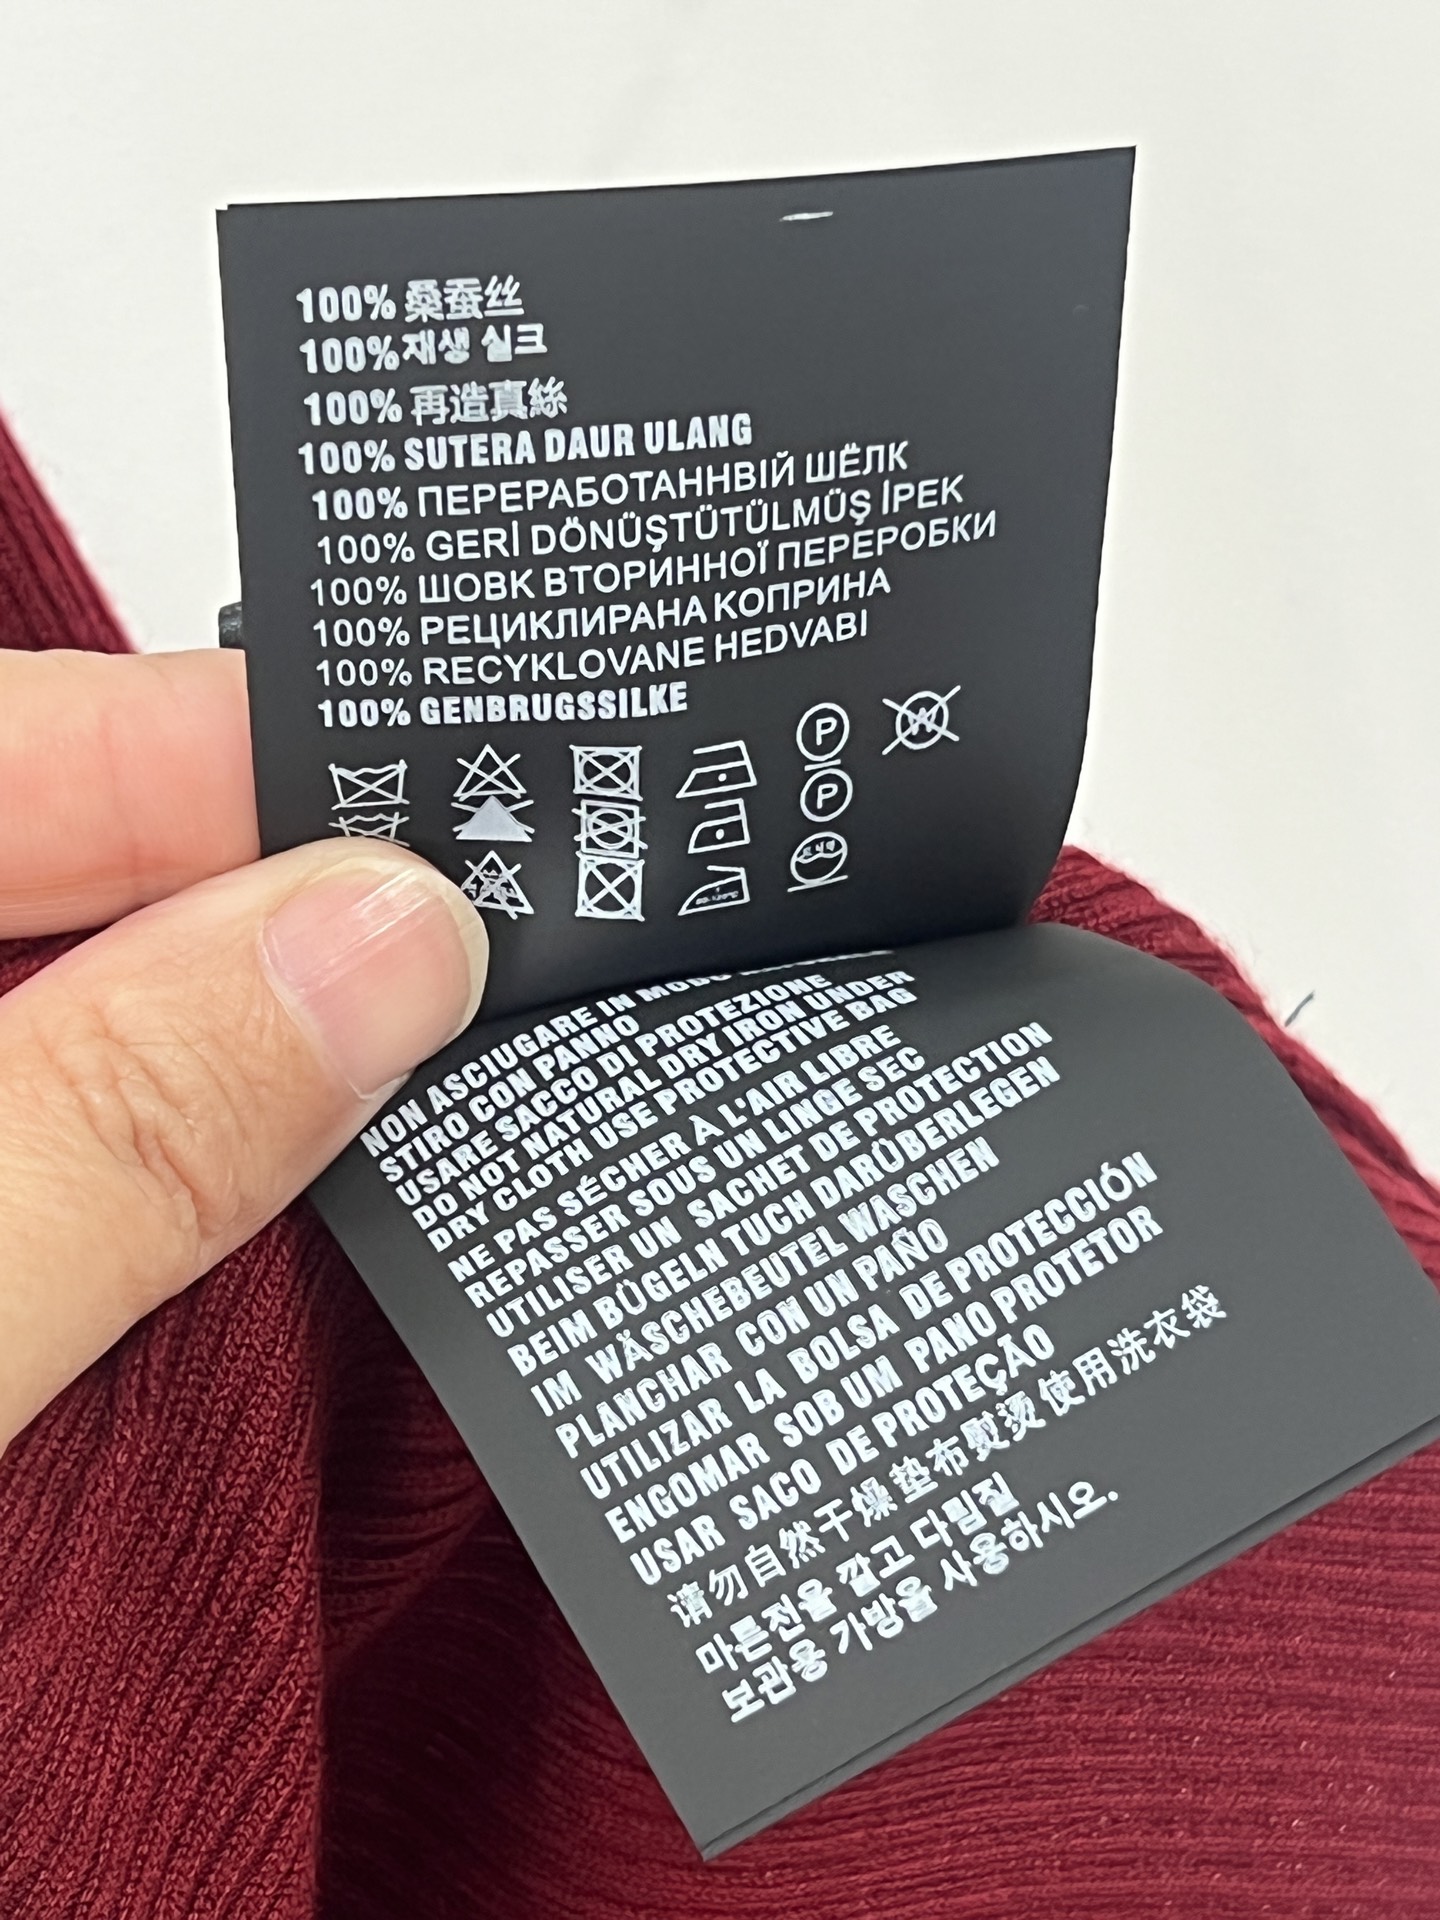 100% 桑蚕丝
100%재생 실크
100% 再造真絲
100% SUTERA DAUR ULANG
100% ПЕРЕРАБОТАННВІЙ ШЁЛК
100% GERİ DÖNÜŞTÜTÜLMÜŞ İPEK
100% ШОВК ВТОРИННОЇ ПЕРЕРОБКИ
100% РЕЦИКЛИРАНА КОПРИНА
100% RECYKLOVANE HEDVABI
100% GENBRUGSSILKE
P
W
P
NON ASCIUGARE IN MODO
STIRO CON PANNO
USARE SACCO DI PROTEZIONE
DO NOT NATURAL DRY IRON UNDER
DRY CLOTH USE PROTECTIVE BAG
NE PAS SÉCHER À L'AIR LIBRE
REPASSER SOUS UN LINGE SEC
UTILISER UN SACHET DE PROTECTION
BEIM BÜGELN TUCH DARÜBERLEGEN
IM WÄSCHEBEUTEL WASCHEN
PLANCHAR CON UN PAÑO
UTILIZAR LA BOLSA DE PROTECCIÓN
ENGOMAR SOB UM PANO PROTETOR
USAR SACO DE PROTEÇÃO
请勿自然干燥垫布熨烫使用洗衣袋
마른전을 깔고 다림질
보관용 가방을 사용하시오.